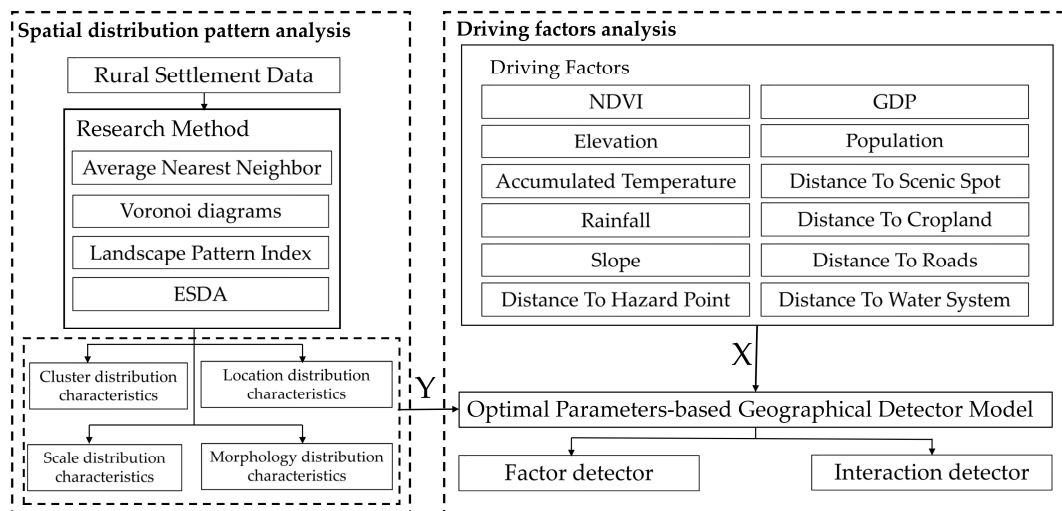 Spatial distribution pattern analysis
Rural Settlement Data
Research Method
Average Nearest Neighbor
Voronoi diagrams
Landscape Pattern Index
ESDA
Cluster distribution
characteristics
Location distribution
characteristics
Scale distribution
characteristics
Morphology distribution
characteristics
Y
Driving factors analysis
Driving Factors
NDVI
GDP
Elevation
Population
Accumulated Temperature
Distance To Scenic Spot
Rainfall
Distance To Cropland
Slope
Distance To Roads
Distance To Hazard Point
Distance To Water System
X
Optimal Parameters-based Geographical Detector Model
Factor detector
Interaction detector